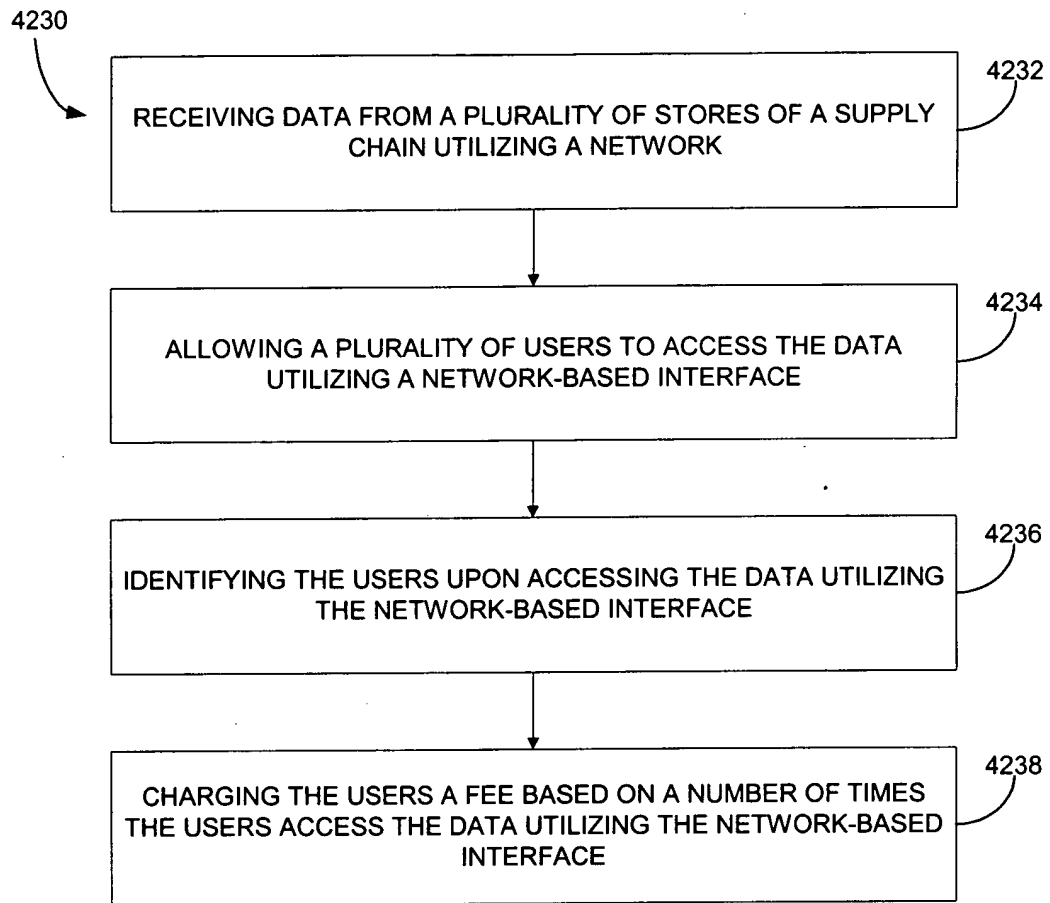 4230
4232
RECEIVING DATA FROM A PLURALITY OF STORES OF A SUPPLY
CHAIN UTILIZING A NETWORK
4234
ALLOWING A PLURALITY OF USERS TO ACCESS THE DATA
UTILIZING A NETWORK-BASED INTERFACE
4236
IDENTIFYING THE USERS UPON ACCESSING THE DATA UTILIZING
THE NETWORK-BASED INTERFACE
4238
CHARGING THE USERS A FEE BASED ON A NUMBER OF TIMES
THE USERS ACCESS THE DATA UTILIZING THE NETWORK-BASED
INTERFACE